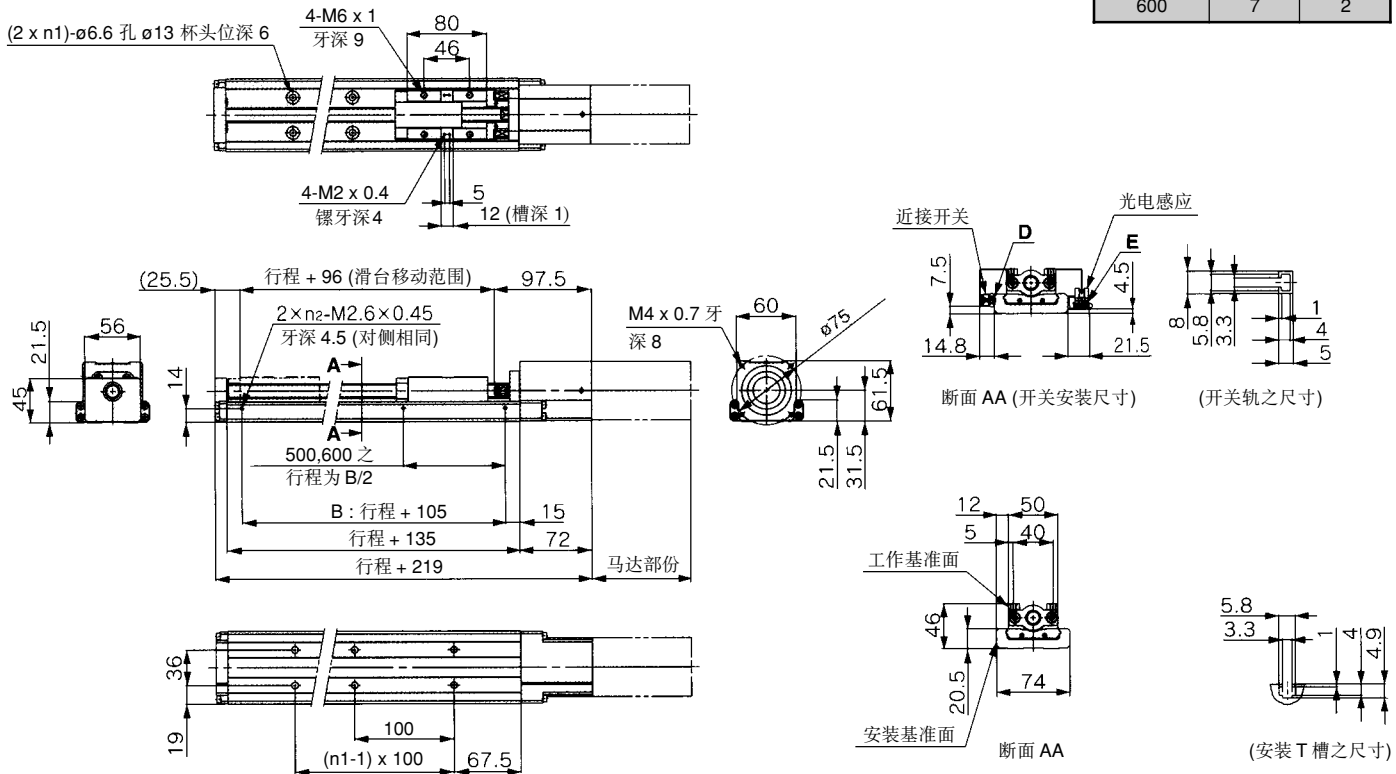 600 7 2
(2 x n1)-ø6.6 孔 ø13 杯头位深 6
4-M6 x 1
牙深 9
80
46
4-M2 x 0.4
镙牙深 4
5
12 (槽深 1)
近接开关
光电感应
D
E
7.5
4.5
14.8
21.5
断面 AA (开关安装尺寸)
8
5.8
3.3
1
4
5
(开关轨之尺寸)
(25.5)
行程 + 96 (滑台移动范围)
97.5
2×n2-M2.6×0.45
牙深 4.5 (对侧相同)
56
21.5
45
14
A
A
500,600 之
行程为 B/2
B : 行程 + 105
15
行程 + 135
72
行程 + 219
马达部份
M4 x 0.7 牙
深 8
60
ø75
61.5
21.5
31.5
12
50
5
40
工作基准面
46
20.5
74
安装基准面
断面 AA
5.8
3.3
1
4
4.9
(安装 T 槽之尺寸)
36
19
100
(n1-1) x 100
67.5